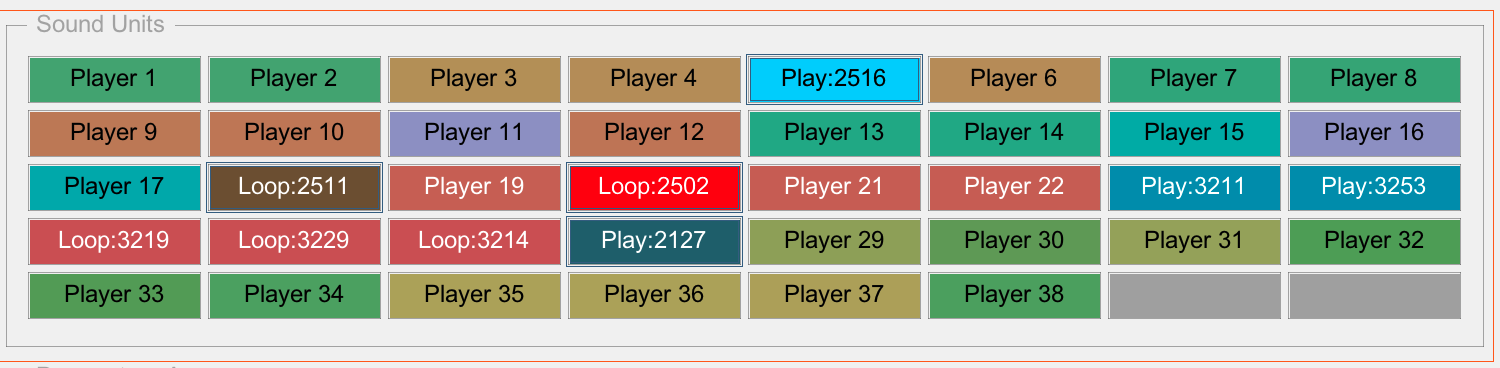 Sound Units
Player 1 Player 2 Player 3 Player 4 Play:2516 Player 6 Player 7 Player 8
Player 9 Player 10 Player 11 Player 12 Player 13 Player 14 Player 15 Player 16
Player 17 Loop:2511 Player 19 Loop:2502 Player 21 Player 22 Play:3211 Play:3253
Loop:3219 Loop:3229 Loop:3214 Play:2127 Player 29 Player 30 Player 31 Player 32
Player 33 Player 34 Player 35 Player 36 Player 37 Player 38